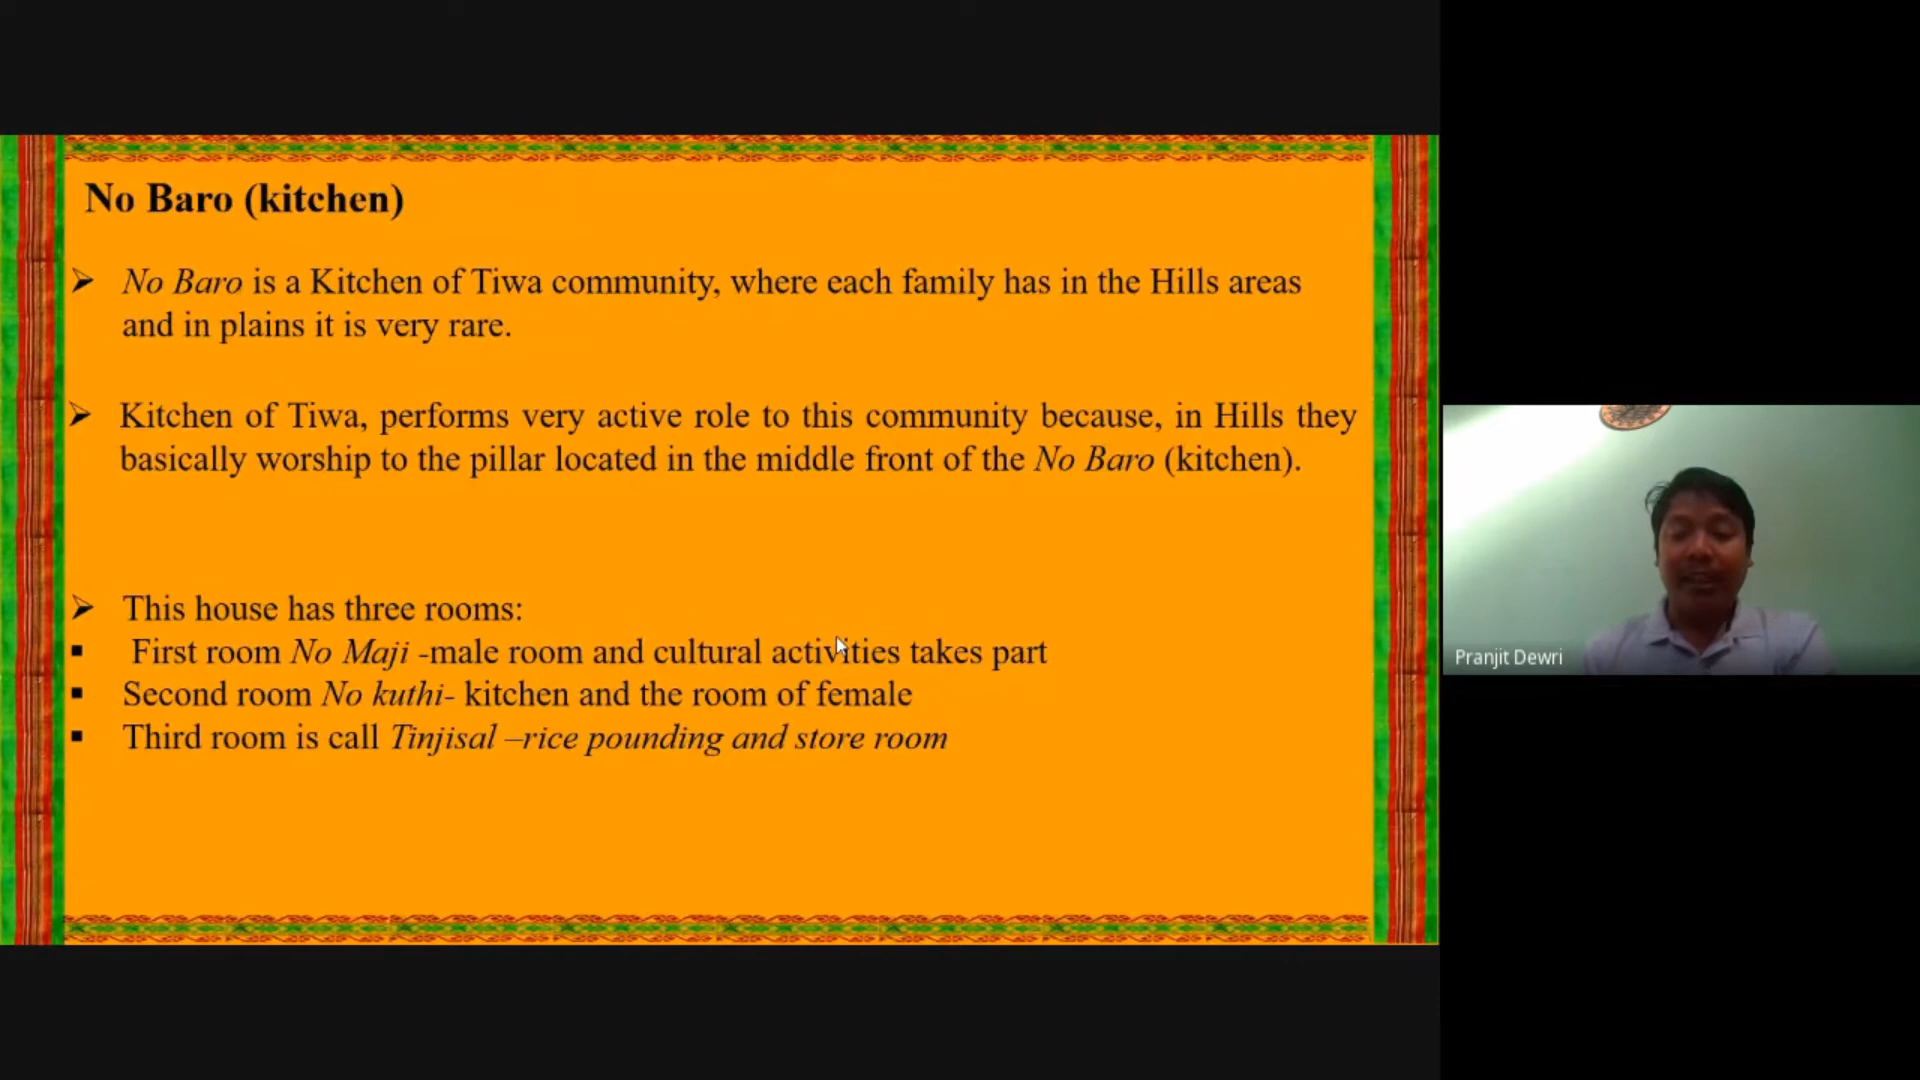 No Baro (kitchen)
➢ No Baro is a Kitchen of Tiwa community, where each family has in the Hills areas
and in plains it is very rare.
➢ Kitchen of Tiwa, performs very active role to this community because, in Hills they
basically worship to the pillar located in the middle front of the No Baro (kitchen).
➢ This house has three rooms:
▪ First room No Maji -male room and cultural activities takes part
▪ Second room No kuthi- kitchen and the room of female
▪ Third room is call Tinjisal –rice pounding and store room
Pranjit Dewri